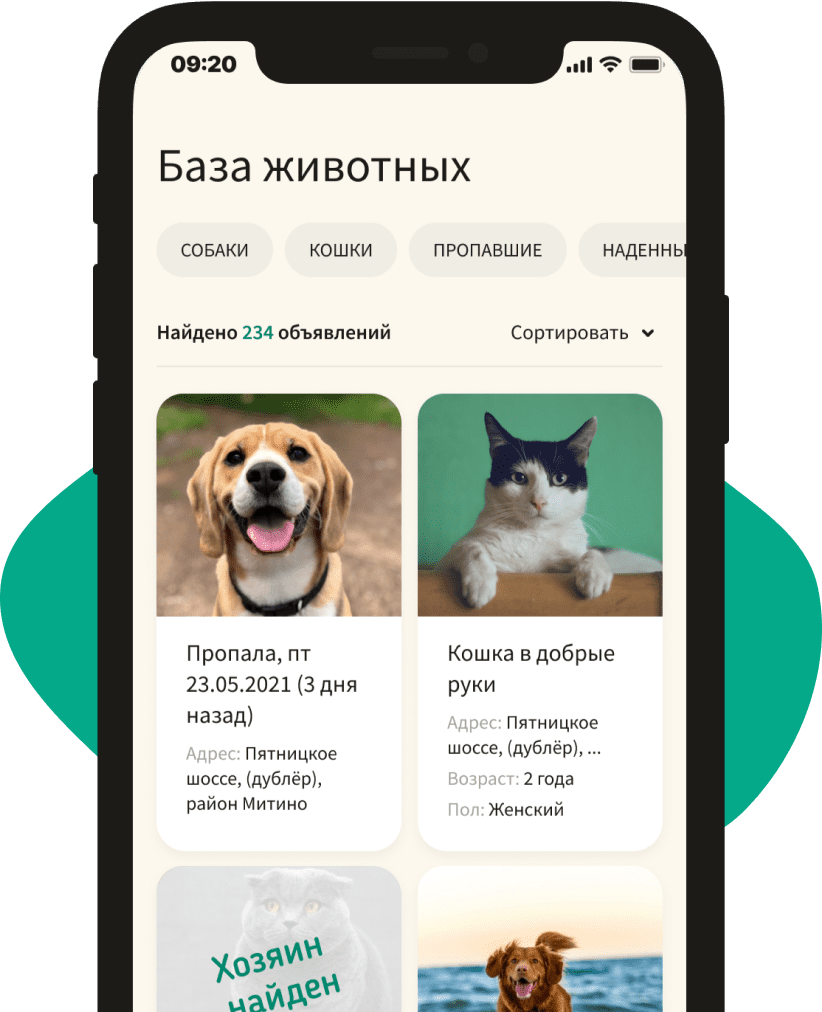 09:20
База животных
СОБАКИ
КОШКИ
ПРОПАВШИЕ
НАДЕННЫ
Найдено 234 объявлений
Сортировать
Пропала, пт
23.05.2021 (3 дня
назад)
Адрес: Пятницкое
шоссе, (дублёр),
район Митино
Кошка в добрые
руки
Адрес: Пятницкое
шоссе, (дублёр), ...
Возраст: 2 года
Пол: Женский
Хозяин
найден